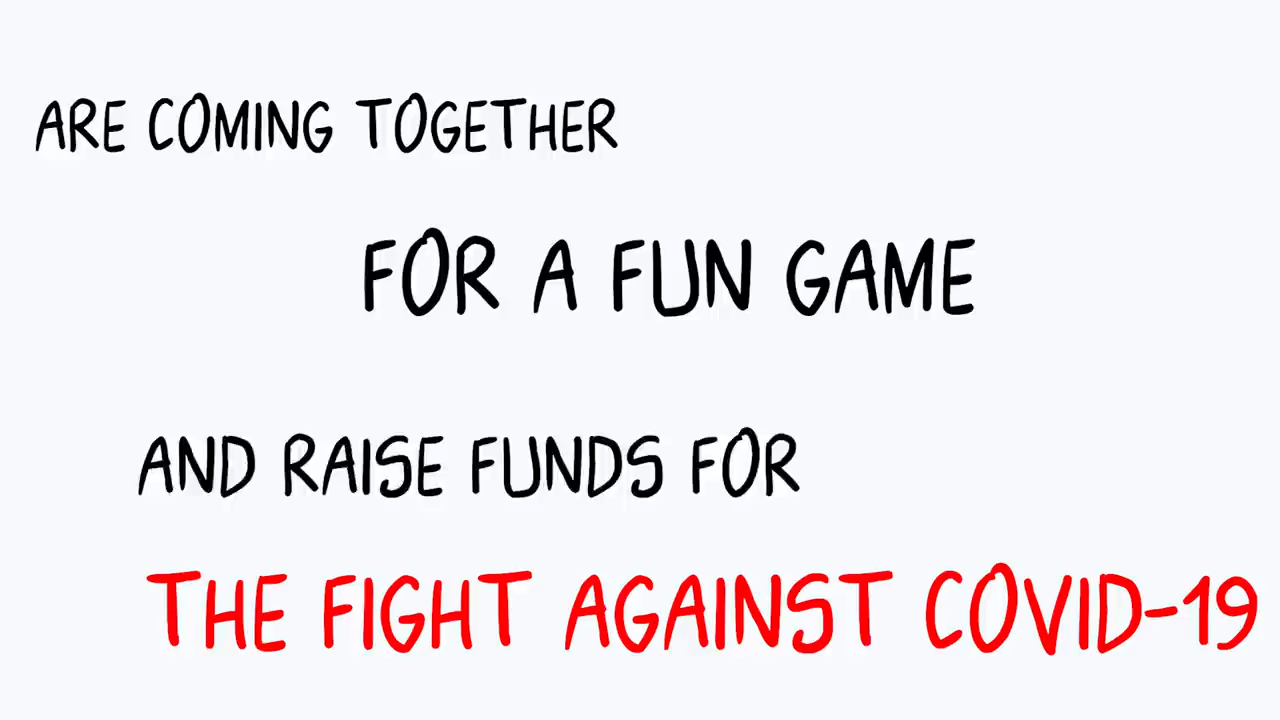 ARE COMING TOGETHER
FOR A FUN GAME
AND RAISE FUNDS FOR
THE FIGHT AGAINST COVID-19